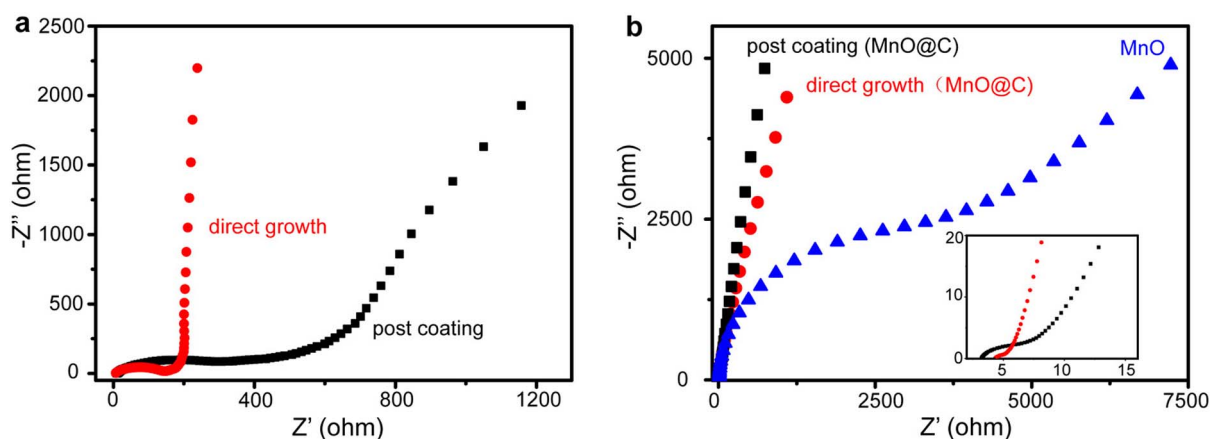 a
2500
2000
1500
1000
500
0
-Z'' (ohm)
direct growth
post coating
0 400 800 1200
Z' (ohm)
b
post coating (MnO@C)
MnO
direct growth（MnO@C)
5000
2500
0
-Z'' (ohm)
20
10
0
5 10 15
0 2500 5000 7500
Z' (ohm)